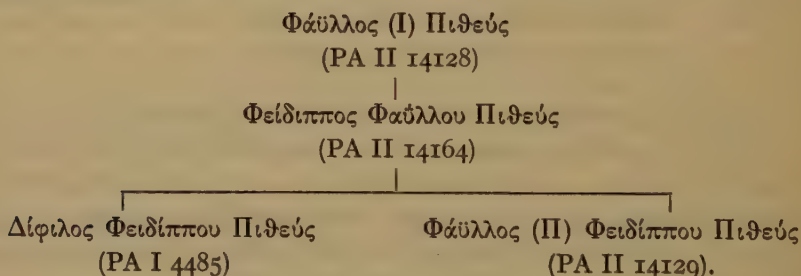 Φάϋλλος (I) Πιθεύς
(PA II 14128)
Φείδιππος Φαΰλλου Πιθεύς
(PA II 14164)
Δίφιλος Φειδίππου Πιθεύς Φάϋλλος (II) Φειδίππου Πιθεύς
(PA I 4485) (PA II 14129).